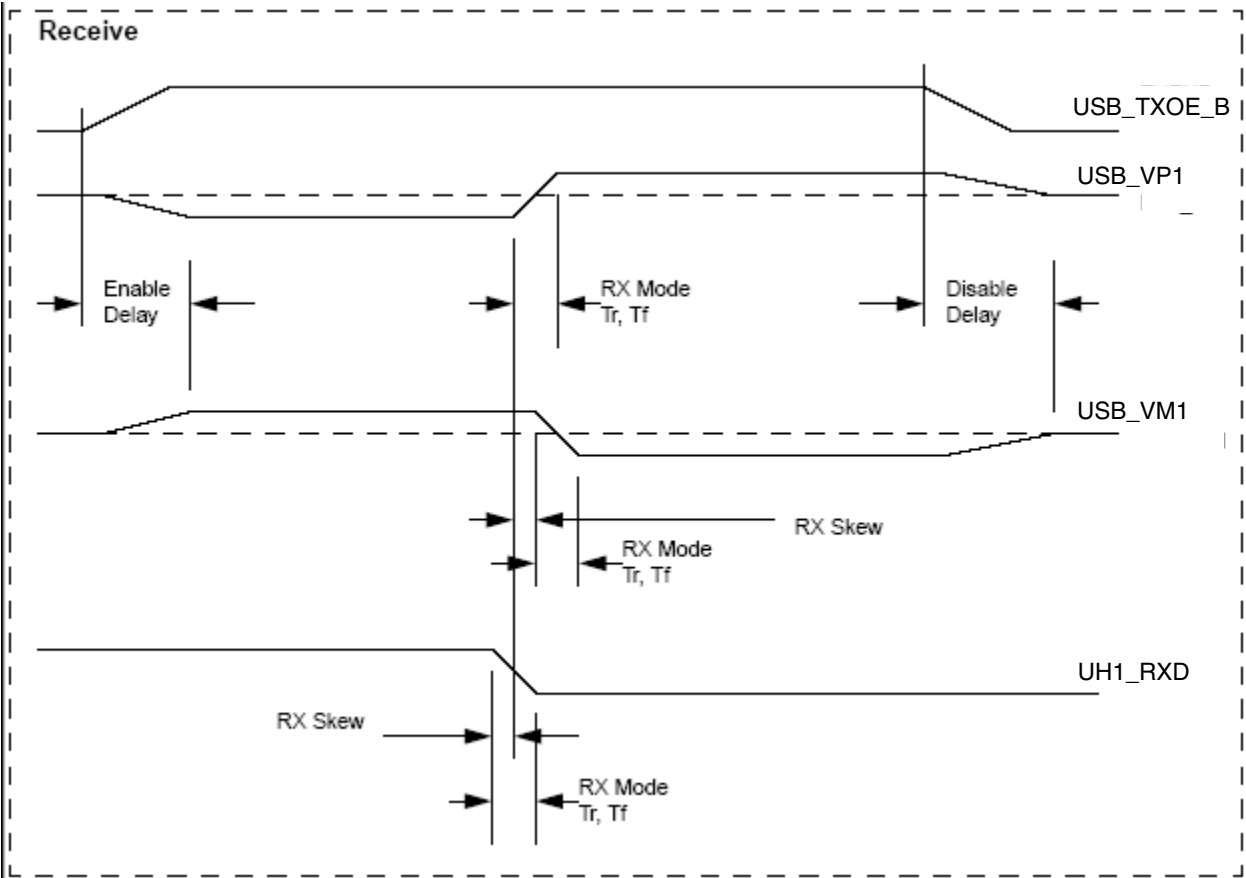 Receive
USB_TXOE_B
USB_VP1
Enable
Delay
RX Mode
Tr, Tf
Disable
Delay
USB_VM1
RX Skew
RX Mode
Tr, Tf
UH1_RXD
RX Skew
RX Mode
Tr, Tf